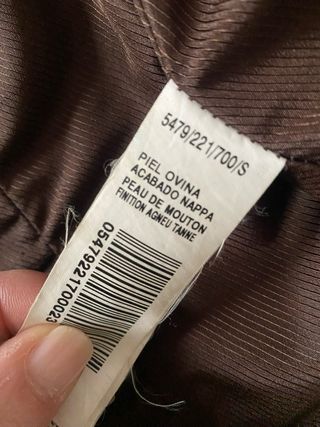 5479/221/700/S
PIEL OVINA
ACABADO NAPPA
PEAU DE MOUTON
FINITION AGNEU TANNE
05479221700023